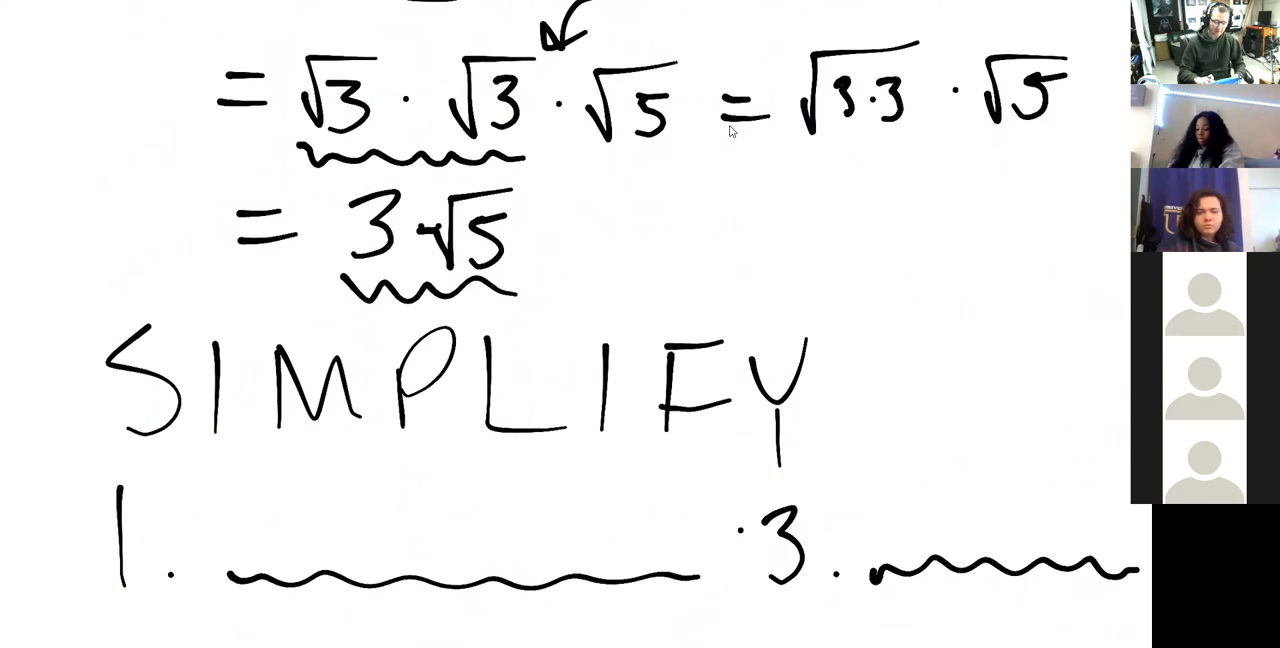 = √3 · √3 · √5 = √3·3 · √5
= 3·√5
SIMPLIFY
1. · 3.